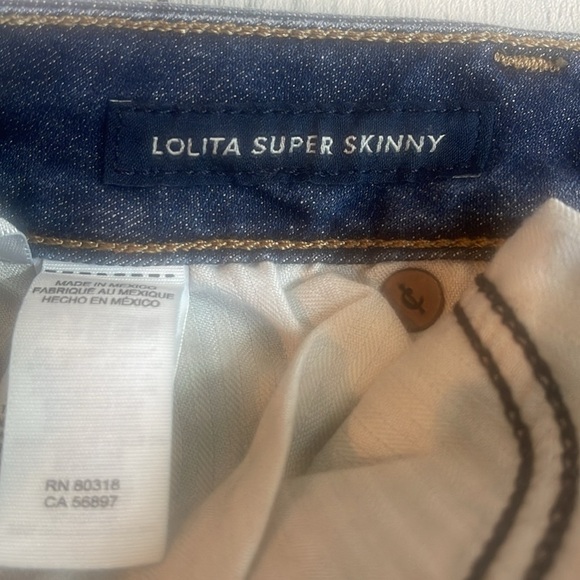 LOLITA SUPER SKINNY
MADE IN MEXICO
FABRIQUE AU MEXIQUE
HECHO EN MÉXICO
RN 80318
CA 56897